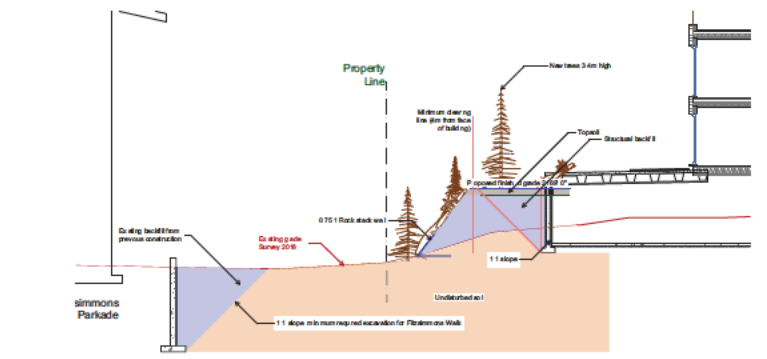 Property
Line
New trees 3-4m high
Minimum clearing
line (6m from face
of building)
Topsoil
Structural backfill
Proposed finish
grade
0.75:1 Rock stack wall
Existing backfill from
previous construction
Existing grade
Survey 2016
1:1 slope
simmons
Parkade
Undisturbed soil
1:1 slope minimum required excavation for Fitzsimmons Walk